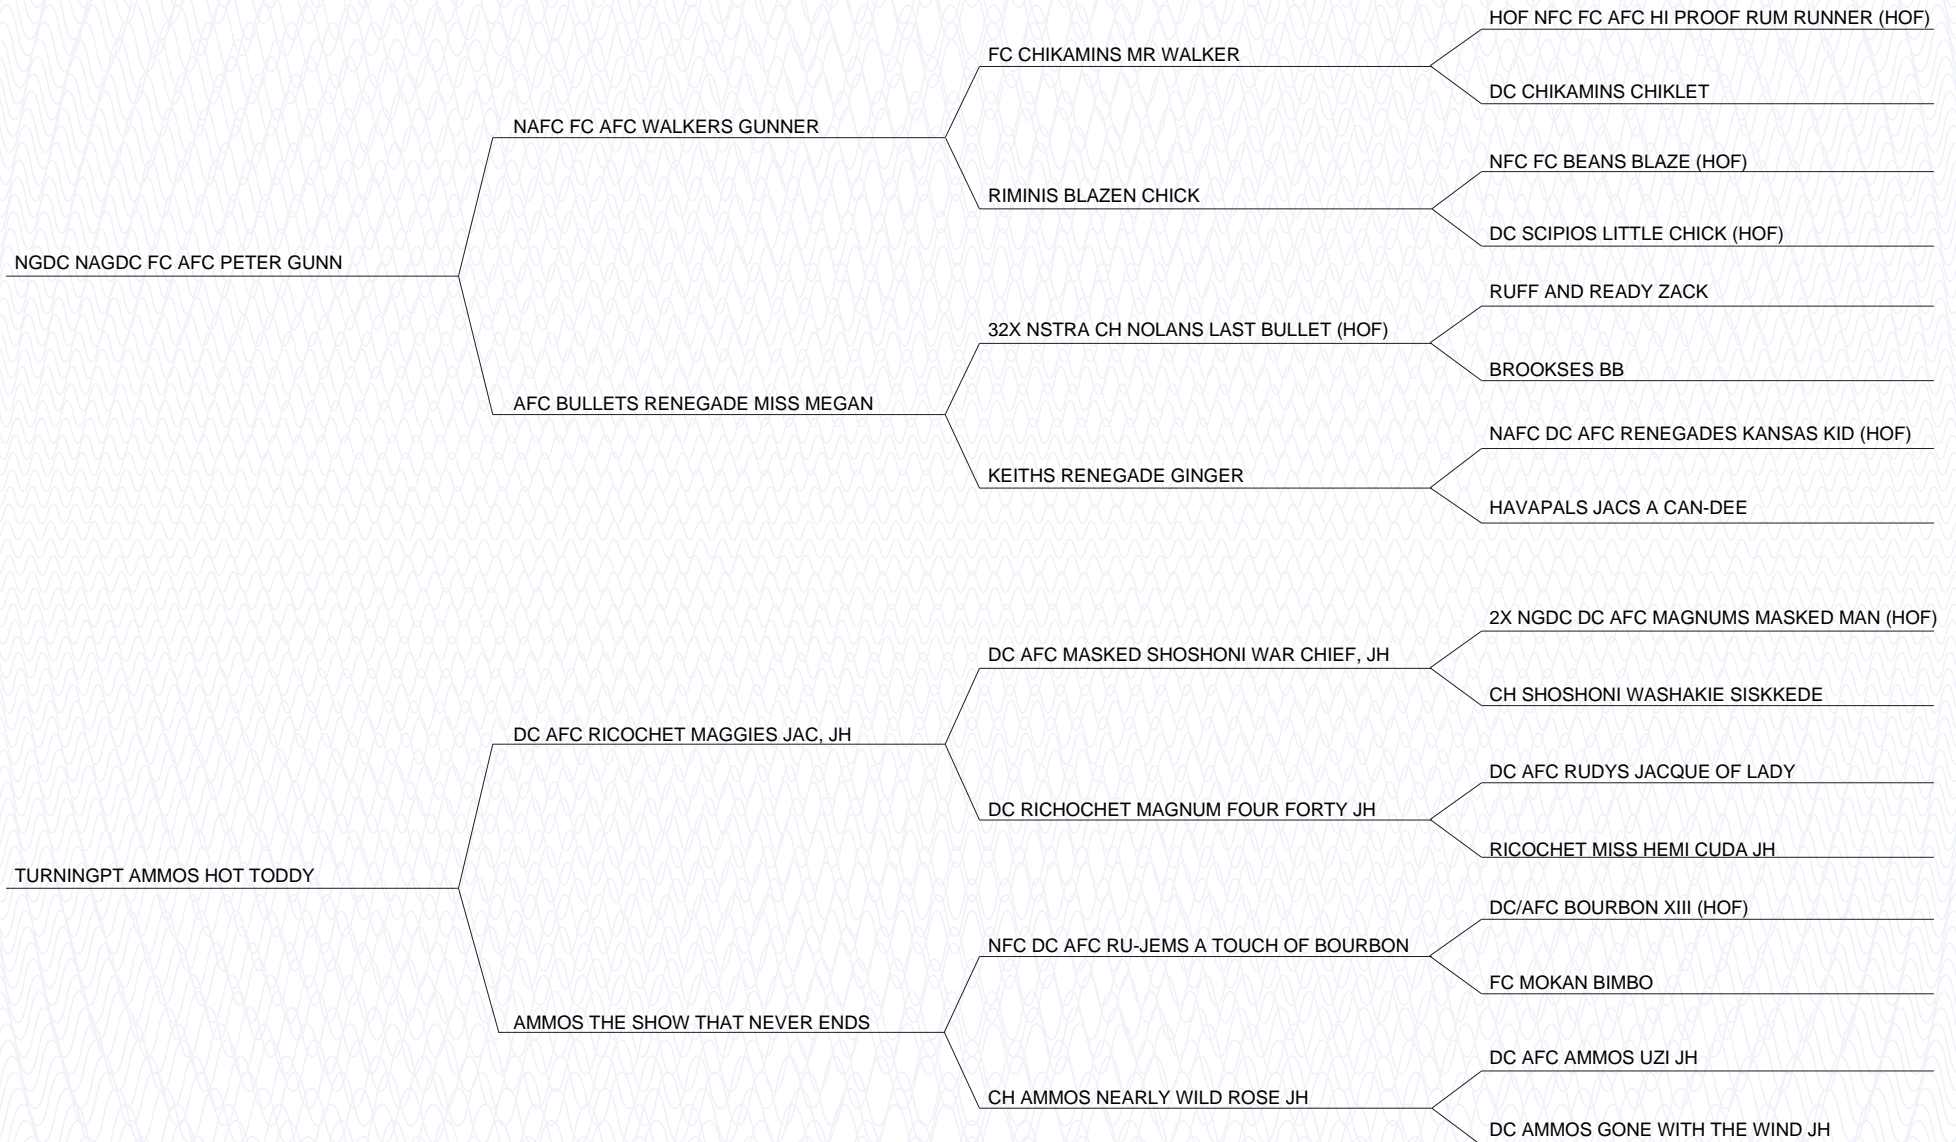 HOF NFC FC AFC HI PROOF RUM RUNNER (HOF)
FC CHIKAMINS MR WALKER
DC CHIKAMINS CHIKLET
NAFC FC AFC WALKERS GUNNER
NFC FC BEANS BLAZE (HOF)
RIMINIS BLAZEN CHICK
DC SCIPIOS LITTLE CHICK (HOF)
NGDC NAGDC FC AFC PETER GUNN
RUFF AND READY ZACK
32X NSTRA CH NOLANS LAST BULLET (HOF)
BROOKSES BB
AFC BULLETS RENEGADE MISS MEGAN
NAFC DC AFC RENEGADES KANSAS KID (HOF)
KEITHS RENEGADE GINGER
HAVAPALS JACS A CAN-DEE
2X NGDC DC AFC MAGNUMS MASKED MAN (HOF)
DC AFC MASKED SHOSHONI WAR CHIEF, JH
CH SHOSHONI WASHAKIE SISKKEDE
DC AFC RICOCHET MAGGIES JAC, JH
DC AFC RUDYS JACQUE OF LADY
DC RICHOCHET MAGNUM FOUR FORTY JH
RICOCHET MISS HEMI CUDA JH
TURNINGPT AMMOS HOT TODDY
DC/AFC BOURBON XIII (HOF)
NFC DC AFC RU-JEMS A TOUCH OF BOURBON
FC MOKAN BIMBO
AMMOS THE SHOW THAT NEVER ENDS
DC AFC AMMOS UZI JH
CH AMMOS NEARLY WILD ROSE JH
DC AMMOS GONE WITH THE WIND JH